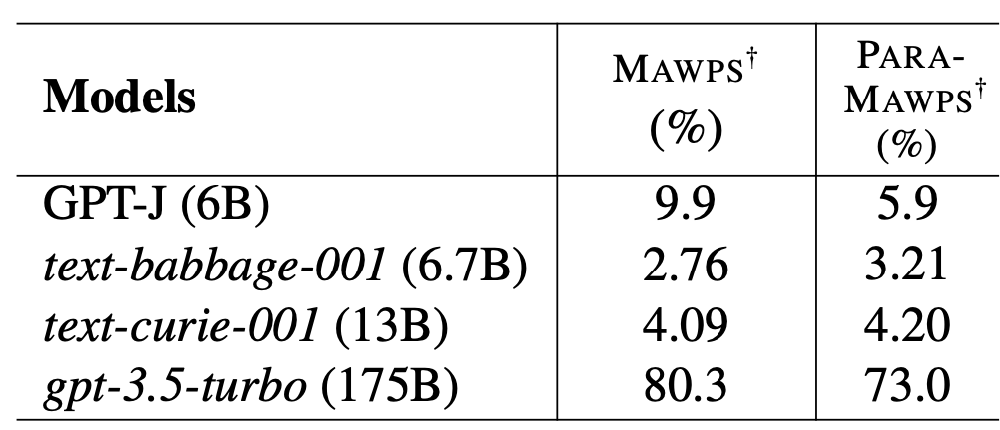 Models MAWPS† (%) PARA-MAWPS† (%)
GPT-J (6B) 9.9 5.9
text-babbage-001 (6.7B) 2.76 3.21
text-curie-001 (13B) 4.09 4.20
gpt-3.5-turbo (175B) 80.3 73.0